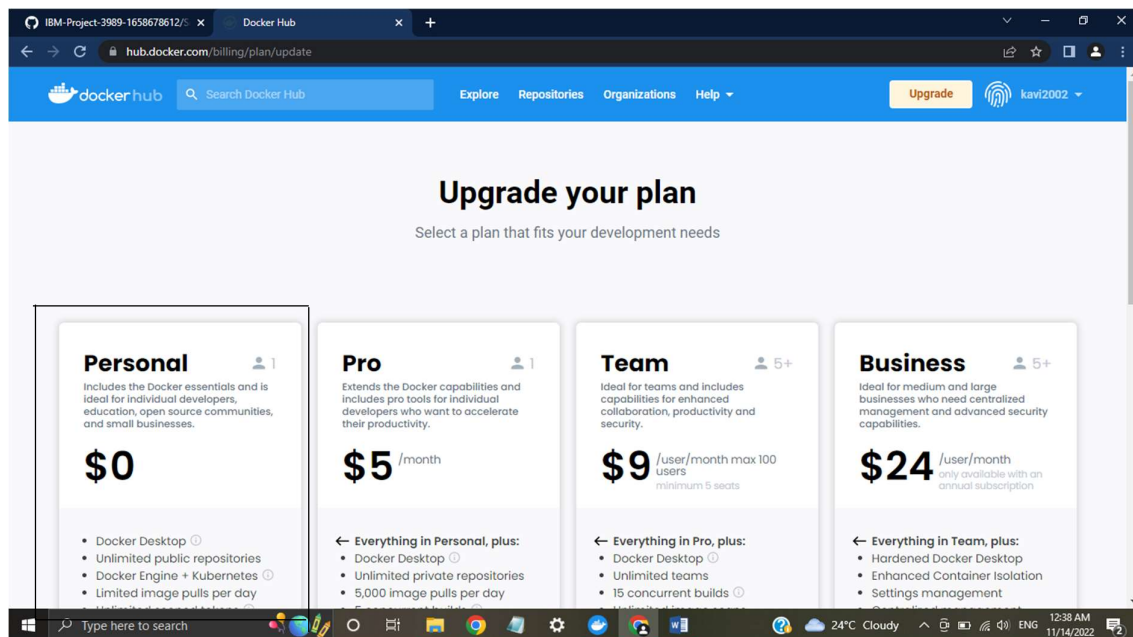 IBM-Project-3989-1658678612/S
Docker Hub
hub.docker.com/billing/plan/update
docker hub
Search Docker Hub
Explore
Repositories
Organizations
Help
Upgrade
kavi2002
Upgrade your plan
Select a plan that fits your development needs
Personal
1
Includes the Docker essentials and is
ideal for individual developers,
education, open source communities,
and small businesses.
$0
Docker Desktop
Unlimited public repositories
Docker Engine + Kubernetes
Limited image pulls per day
Pro
1
Extends the Docker capabilities and
includes pro tools for individual
developers who want to accelerate
their productivity.
$5 /month
Everything in Personal, plus:
Docker Desktop
Unlimited private repositories
5,000 image pulls per day
Team
5+
Ideal for teams and includes
capabilities for enhanced
collaboration, productivity and
security.
$9 /user/month max 100
users
minimum 5 seats
Everything in Pro, plus:
Docker Desktop
Unlimited teams
15 concurrent builds
Business
5+
Ideal for medium and large
businesses who need centralized
management and advanced security
capabilities.
$24 /user/month
only available with an
annual subscription
Everything in Team, plus:
Hardened Docker Desktop
Enhanced Container Isolation
Settings management
Type here to search
24°C Cloudy
ENG
12:38 AM
11/14/2022
2